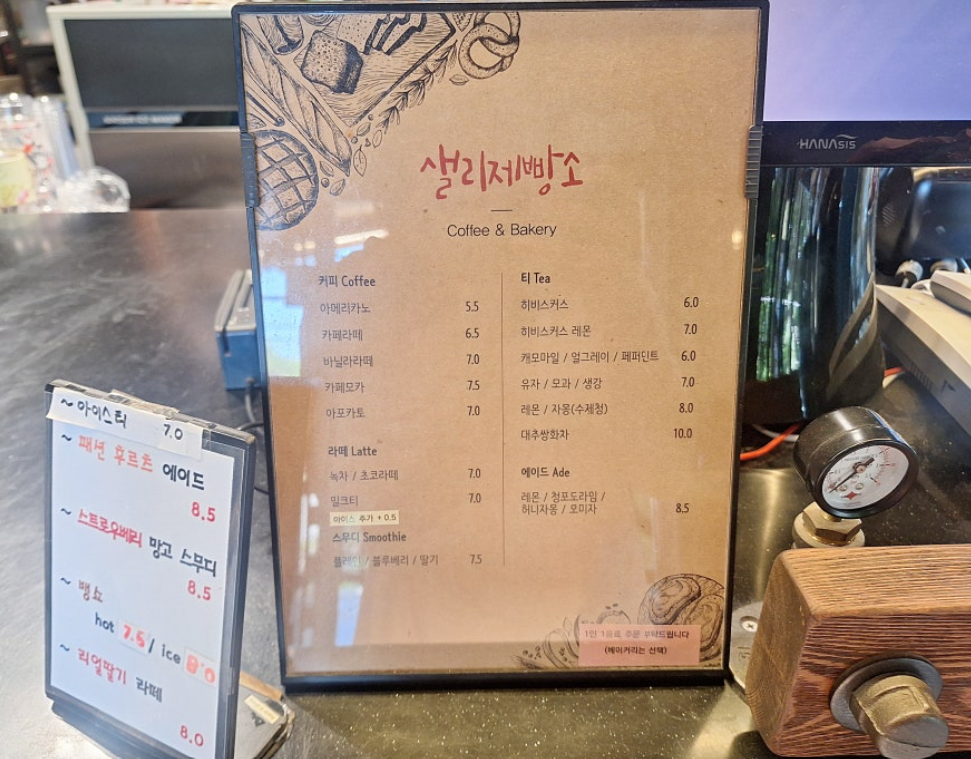 ~ 아이스티 7.0
~ 패션 후르츠 에이드
8.5
~ 스트로우베리 망고 스무디
8.5
~ 뱅쇼
hot 7.5 / ice 8.0
~ 리얼딸기 라떼
8.0
샐리제빵소
Coffee & Bakery
커피 Coffee
아메리카노 5.5
카페라떼 6.5
바닐라라떼 7.0
카페모카 7.5
아포카토 7.0
라떼 Latte
녹차 / 초코라떼 7.0
밀크티 7.0
아이스 추가 + 0.5
스무디 Smoothie
플레인 / 블루베리 / 딸기 7.5
티 Tea
히비스커스 6.0
히비스커스 레몬 7.0
캐모마일 / 얼그레이 / 페퍼민트 6.0
유자 / 모과 / 생강 7.0
레몬 / 자몽(수제청) 8.0
대추쌍화차 10.0
에이드 Ade
레몬 / 청포도라임 /
허니자몽 / 오미자 8.5
1인 1음료 주문 부탁드립니다
(베이커리는 선택)
HANAsis